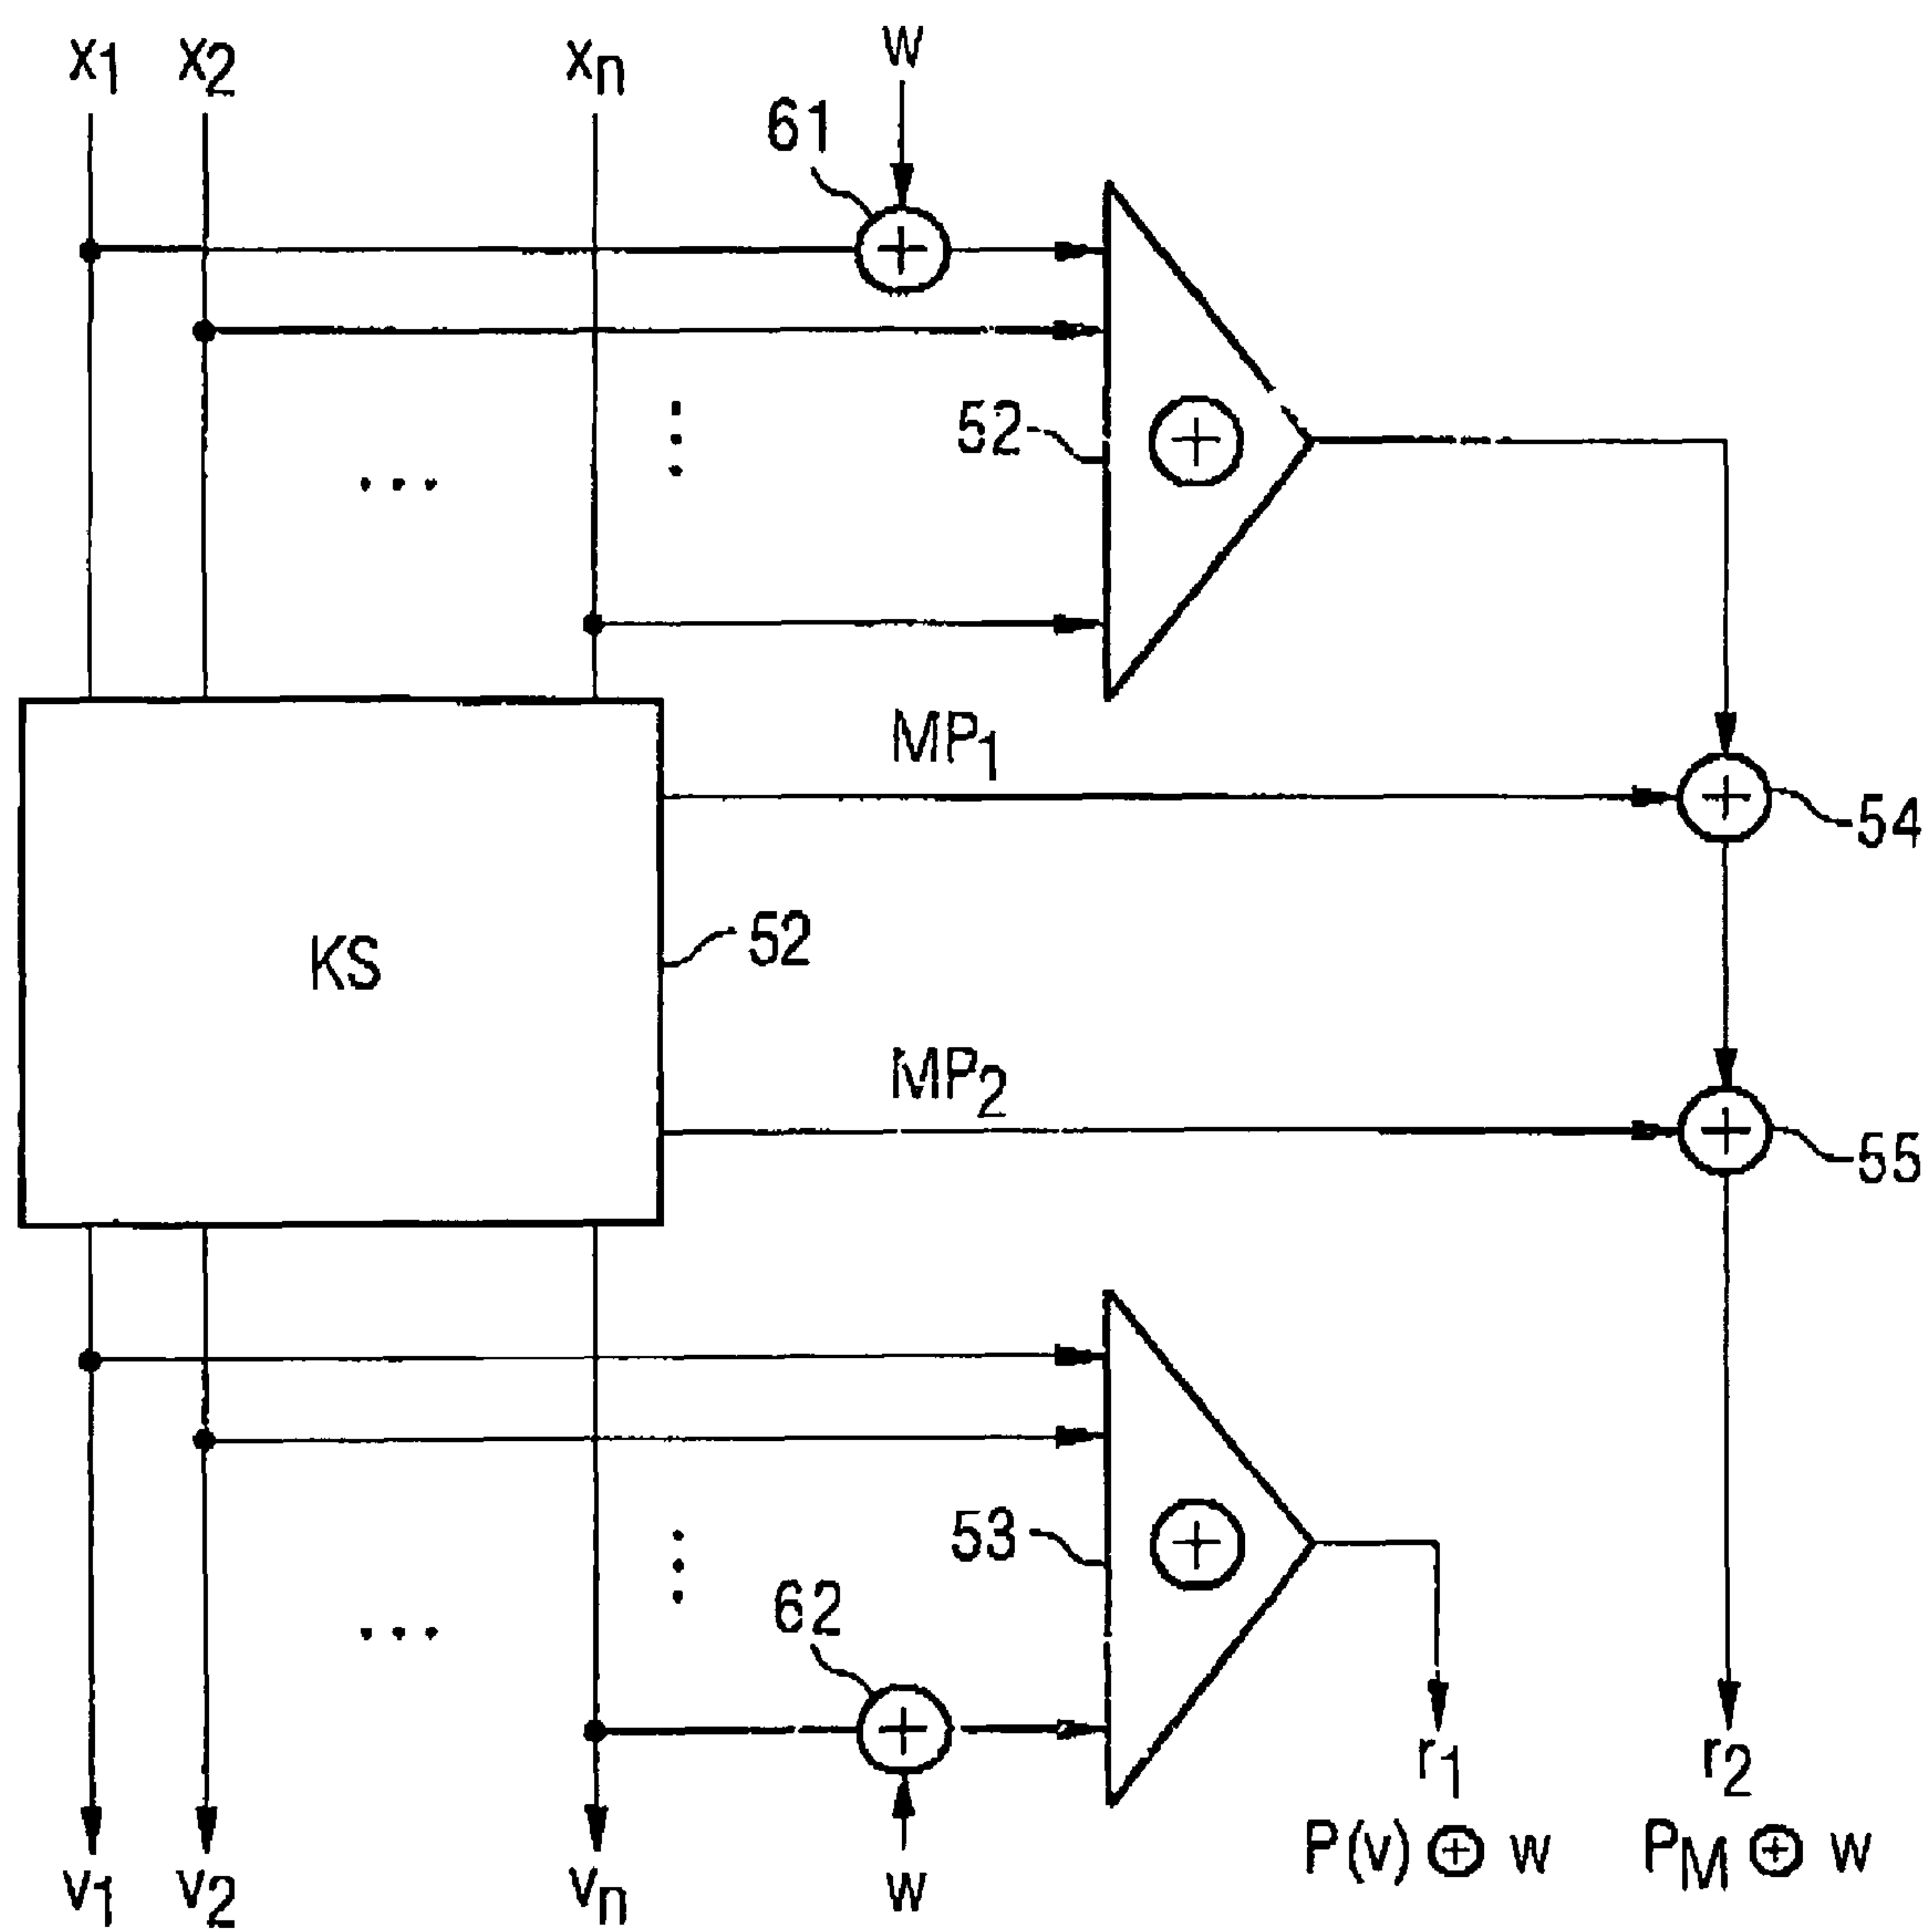 x1 x2 xn w
61
52
MP1
54
KS
52
MP2
55
53
62
r1 r2
P(v) ⊕ w PM ⊕ w
v1 v2 vn w